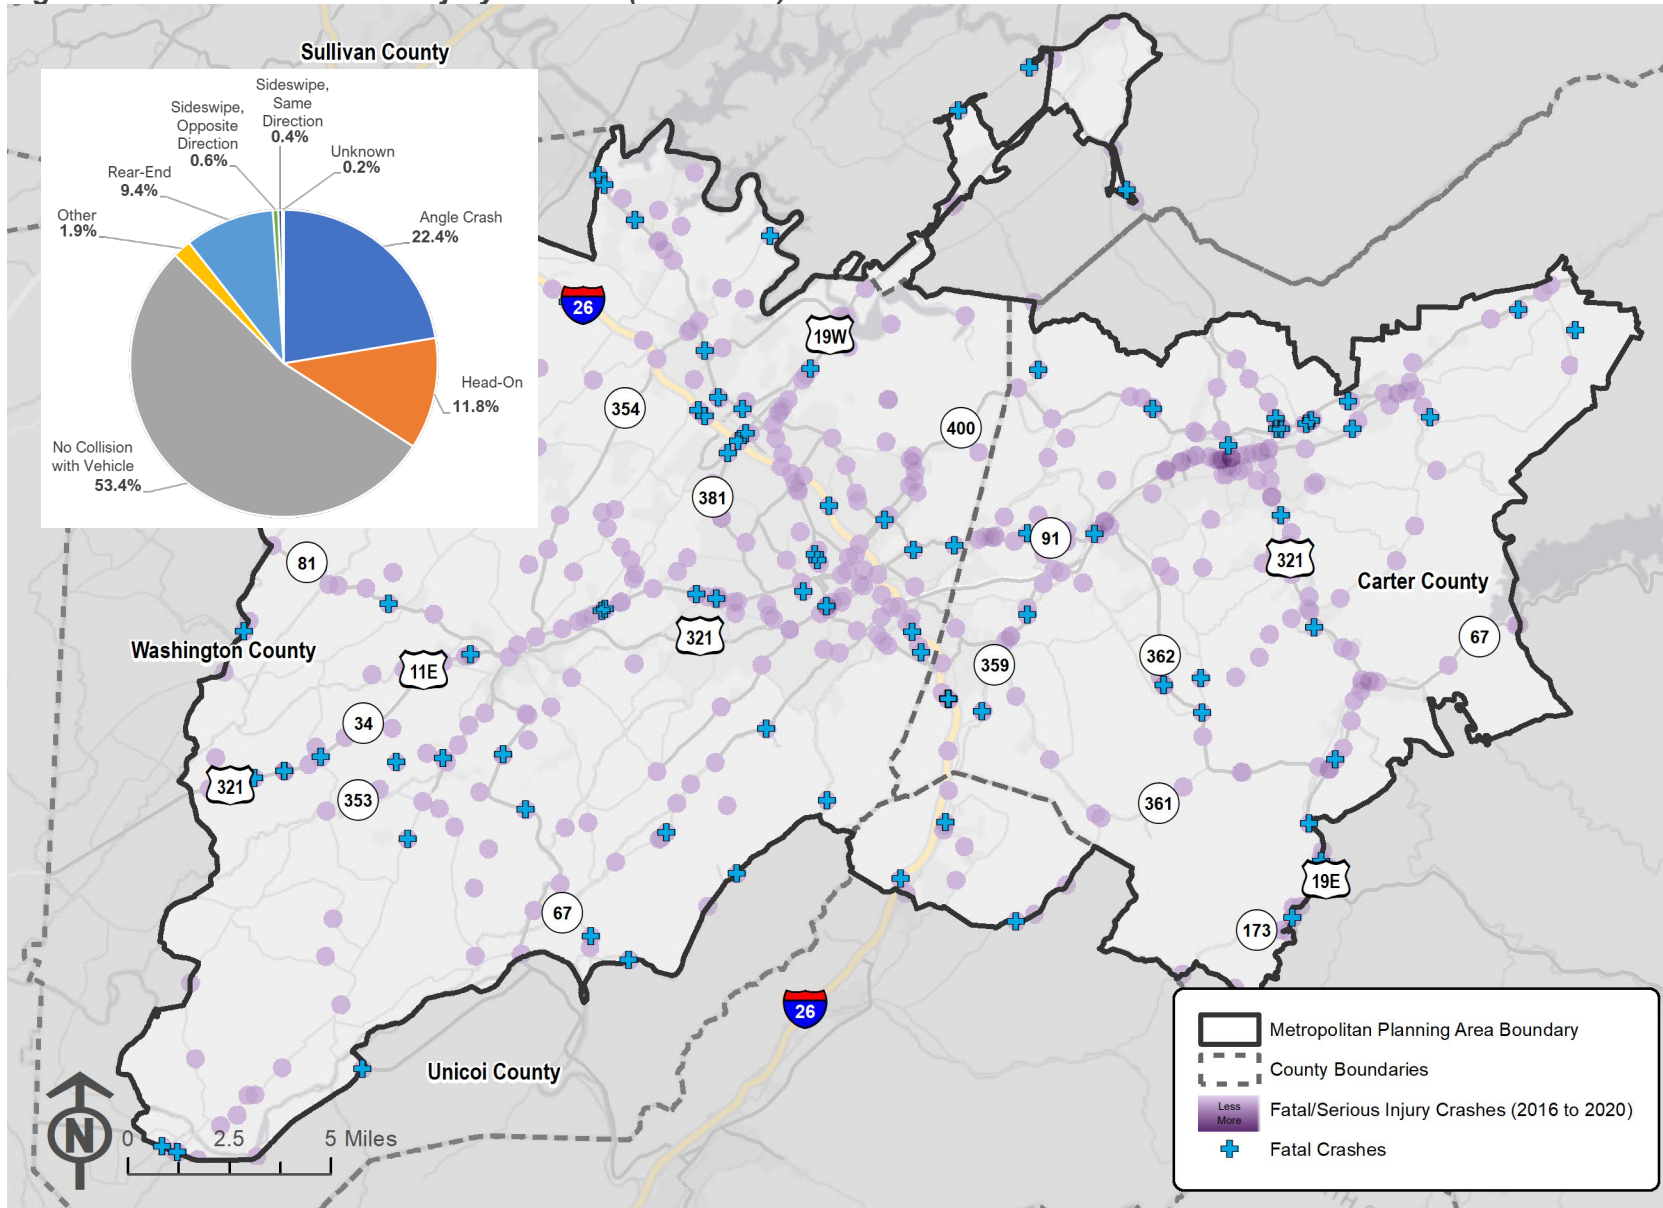 Sullivan County
Sideswipe,
Same
Direction
0.4%
Sideswipe,
Opposite
Direction
0.6%
Unknown
0.2%
Rear-End
9.4%
Other
1.9%
Angle Crash
22.4%
Head-On
11.8%
No Collision
with Vehicle
53.4%
26
19W
354
400
381
81
91
321
Carter County
Washington County
321
11E
359
362
67
34
321
353
361
19E
67
173
26
Unicoi County
N
0 2.5 5 Miles
Metropolitan Planning Area Boundary
County Boundaries
Less
More
Fatal/Serious Injury Crashes (2016 to 2020)
Fatal Crashes